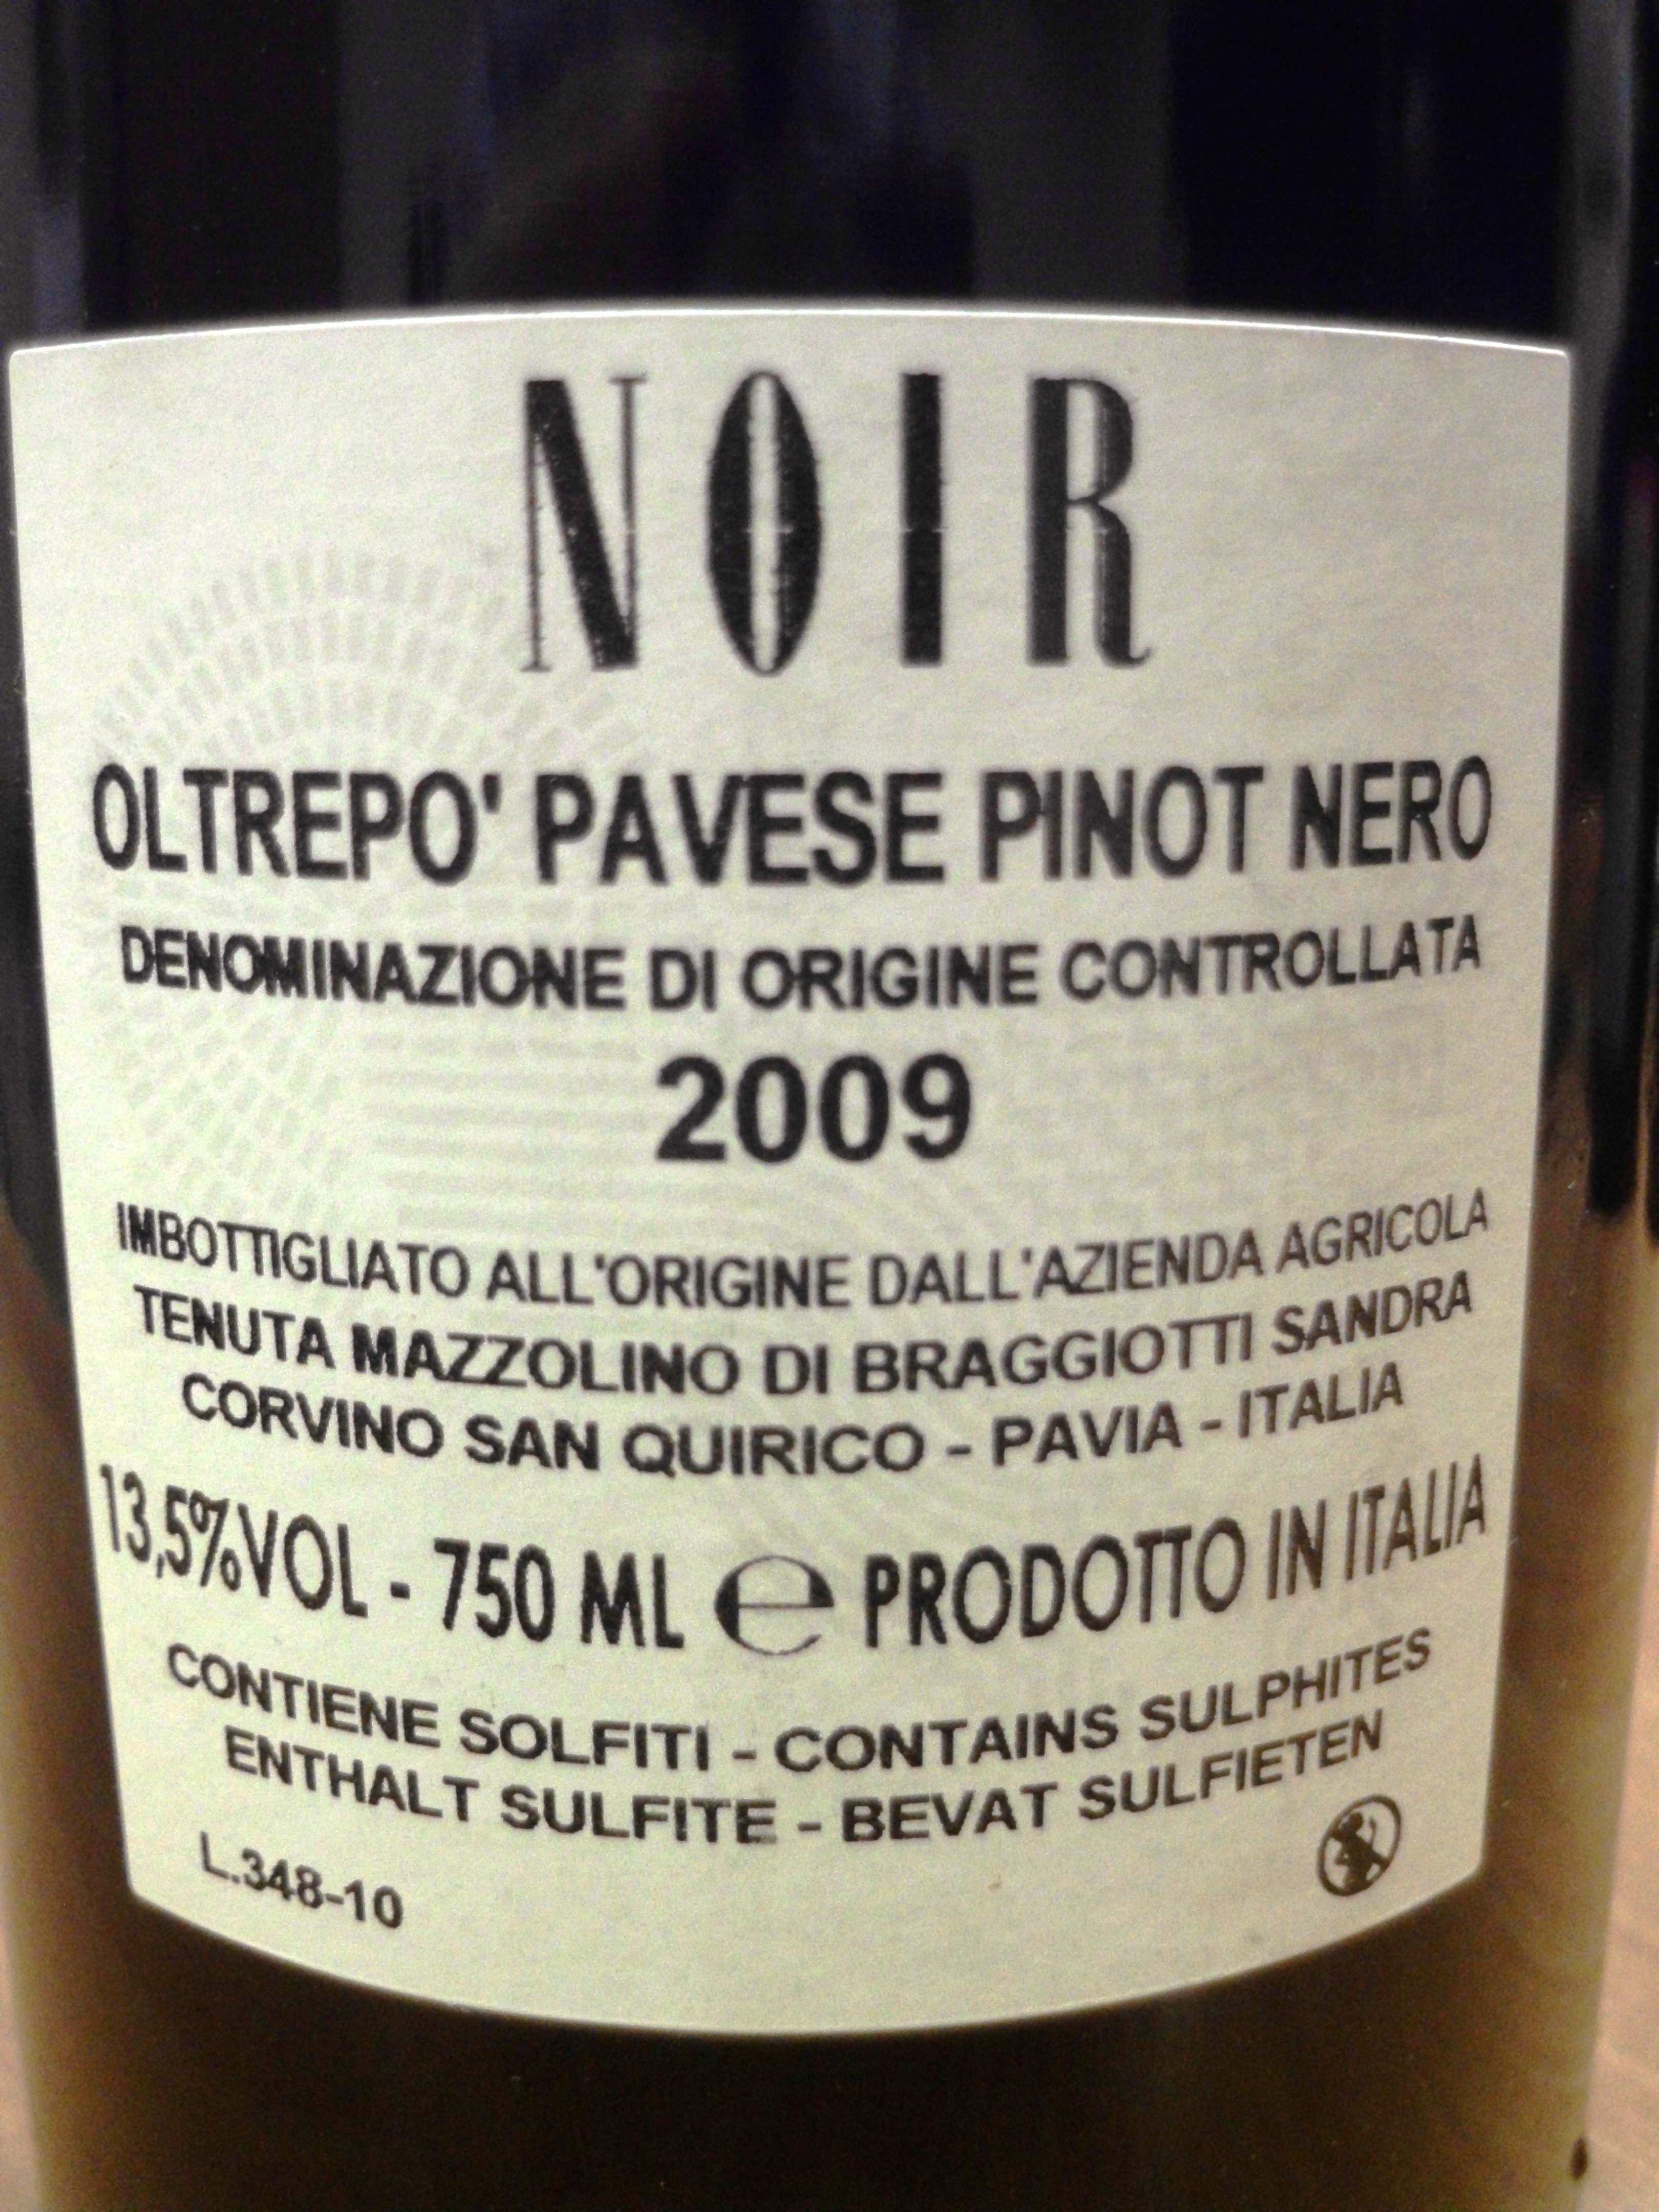 NOIR
OLTREPO' PAVESE PINOT NERO
DENOMINAZIONE DI ORIGINE CONTROLLATA
2009
IMBOTTIGLIATO ALL'ORIGINE DALL'AZIENDA AGRICOLA
TENUTA MAZZOLINO DI BRAGGIOTTI SANDRA
CORVINO SAN QUIRICO - PAVIA - ITALIA
13,5%VOL - 750 ML e PRODOTTO IN ITALIA
CONTIENE SOLFITI - CONTAINS SULPHITES
ENTHALT SULFITE - BEVAT SULFIETEN
L.348-10